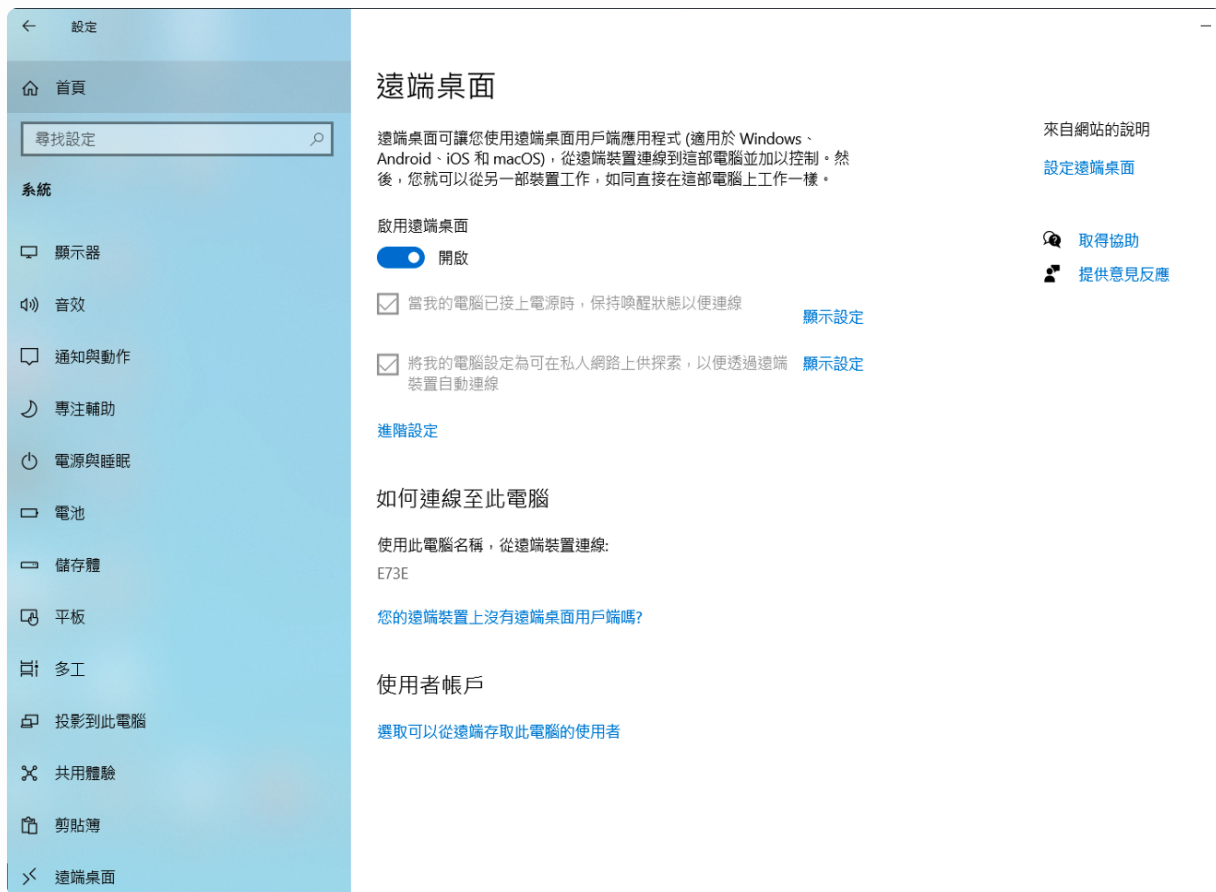 設定
首頁
尋找設定
系統
顯示器
音效
通知與動作
專注輔助
電源與睡眠
電池
儲存體
平板
多工
投影到此電腦
共用體驗
剪貼簿
遠端桌面
遠端桌面
遠端桌面可讓您使用遠端桌面用戶端應用程式 (適用於 Windows、
Android、iOS 和 macOS)，從遠端裝置連線到這部電腦並加以控制。然
後，您就可以從另一部裝置工作，如同直接在這部電腦上工作一樣。
啟用遠端桌面
開啟
當我的電腦已接上電源時，保持喚醒狀態以便連線
顯示設定
將我的電腦設定為可在私人網路上供探索，以便透過遠端
裝置自動連線
顯示設定
進階設定
如何連線至此電腦
使用此電腦名稱，從遠端裝置連線:
E73E
您的遠端裝置上沒有遠端桌面用戶端嗎?
使用者帳戶
選取可以從遠端存取此電腦的使用者
來自網站的說明
設定遠端桌面
取得協助
提供意見反應